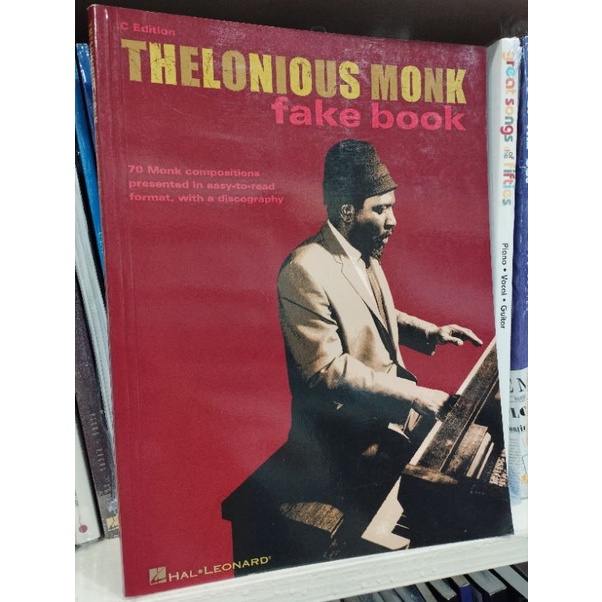 C Edition
THELONIOUS MONK
fake book
70 Monk compositions
presented in easy-to-read
format, with a discography
HAL•LEONARD®
great songs
of the
fifties
Piano • Vocal • Guitar